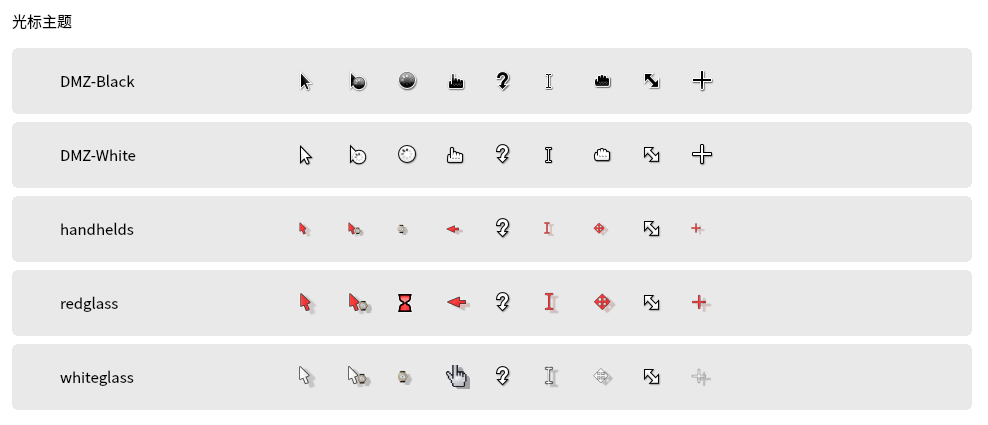 光标主题
DMZ-Black
DMZ-White
handhelds
redglass
whiteglass